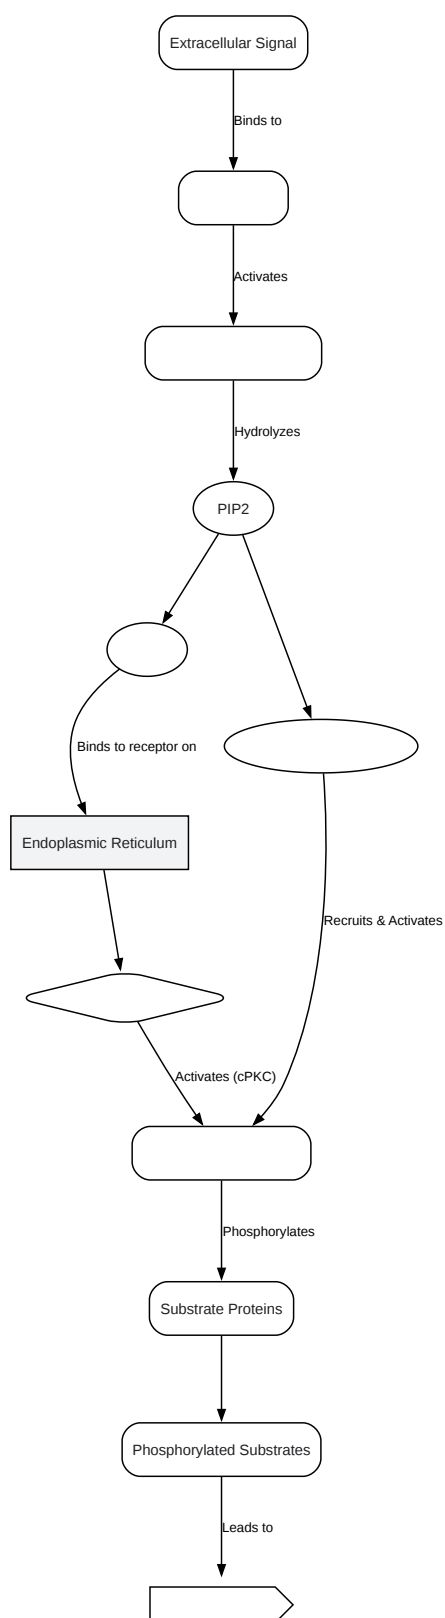 Extracellular Signal
Binds to
Activates
Hydrolyzes
PIP2
Binds to receptor on
Endoplasmic Reticulum
Recruits & Activates
Activates (cPKC)
Phosphorylates
Substrate Proteins
Phosphorylated Substrates
Leads to